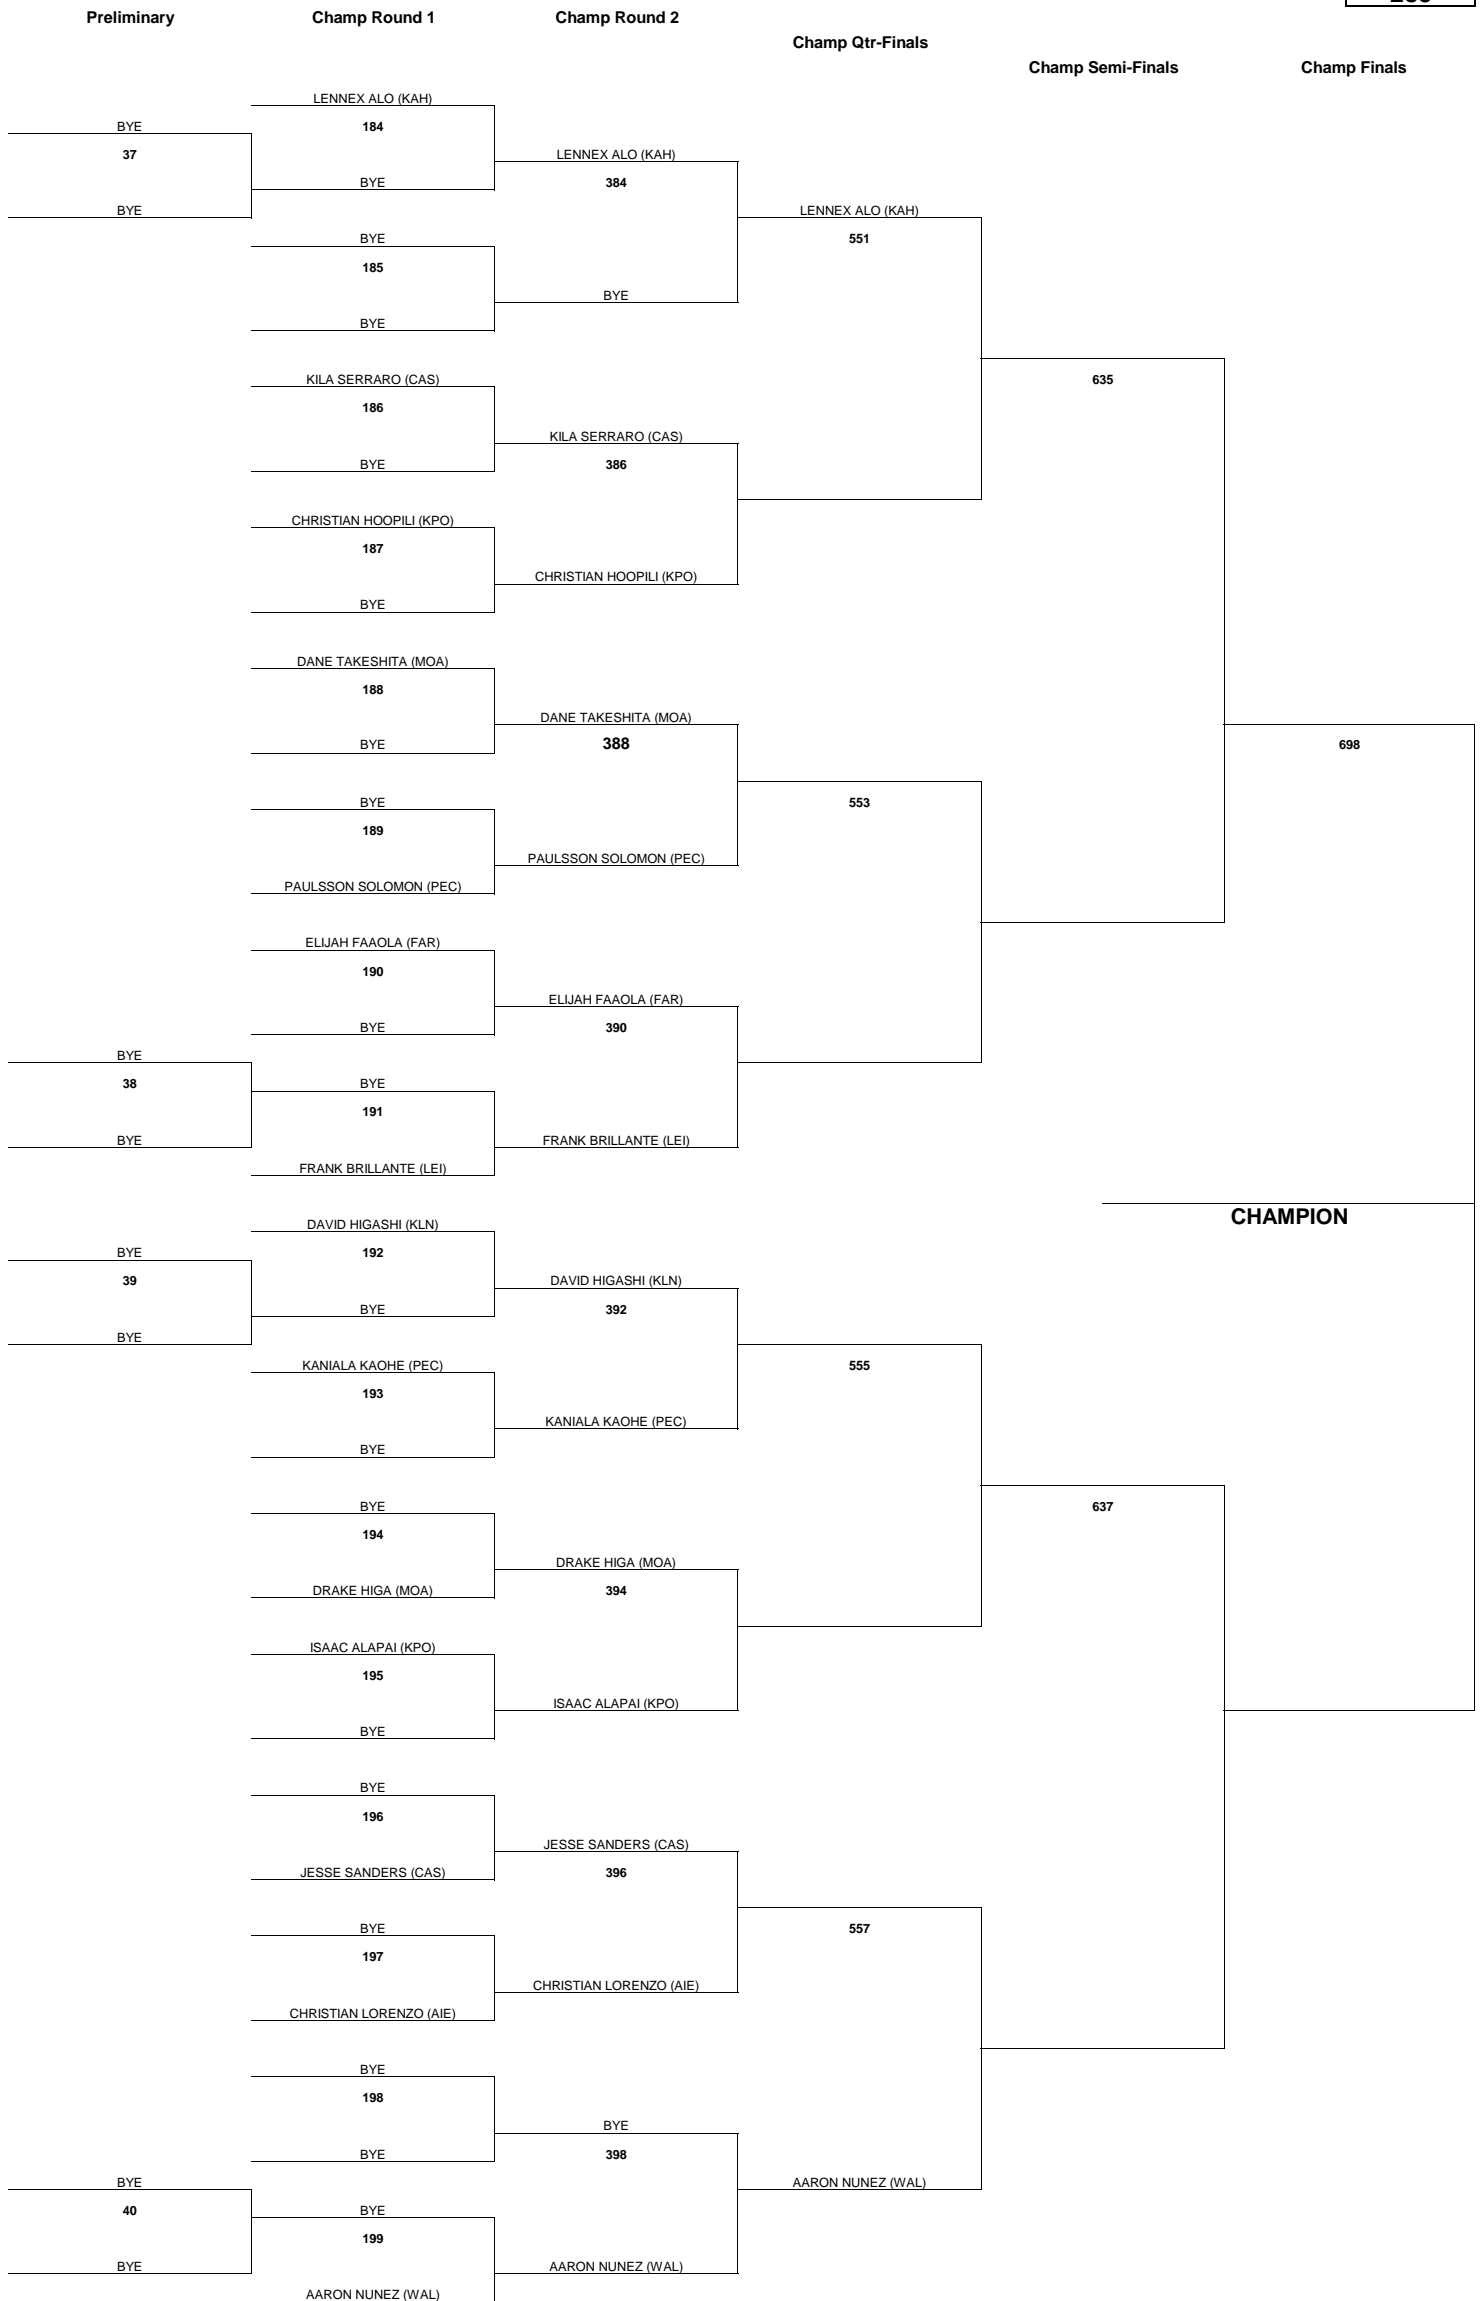 Preliminary
Champ Round 1
Champ Round 2
Champ Qtr-Finals
Champ Semi-Finals
Champ Finals
LENNEX ALO (KAH)
BYE
184
37
LENNEX ALO (KAH)
BYE
384
BYE
LENNEX ALO (KAH)
BYE
551
185
BYE
BYE
KILA SERRARO (CAS)
635
186
KILA SERRARO (CAS)
BYE
386
CHRISTIAN HOOPILI (KPO)
187
CHRISTIAN HOOPILI (KPO)
BYE
DANE TAKESHITA (MOA)
188
DANE TAKESHITA (MOA)
BYE
388
698
BYE
553
189
PAULSSON SOLOMON (PEC)
PAULSSON SOLOMON (PEC)
ELIJAH FAAOLA (FAR)
190
ELIJAH FAAOLA (FAR)
BYE
390
BYE
38
BYE
191
BYE
FRANK BRILLANTE (LEI)
FRANK BRILLANTE (LEI)
CHAMPION
DAVID HIGASHI (KLN)
BYE
192
39
DAVID HIGASHI (KLN)
BYE
392
BYE
KANIALA KAOHE (PEC)
555
193
KANIALA KAOHE (PEC)
BYE
BYE
637
194
DRAKE HIGA (MOA)
DRAKE HIGA (MOA)
394
ISAAC ALAPAI (KPO)
195
ISAAC ALAPAI (KPO)
BYE
BYE
196
JESSE SANDERS (CAS)
JESSE SANDERS (CAS)
396
BYE
557
197
CHRISTIAN LORENZO (AIE)
CHRISTIAN LORENZO (AIE)
BYE
198
BYE
BYE
398
BYE
AARON NUNEZ (WAL)
40
BYE
199
BYE
AARON NUNEZ (WAL)
AARON NUNEZ (WAL)